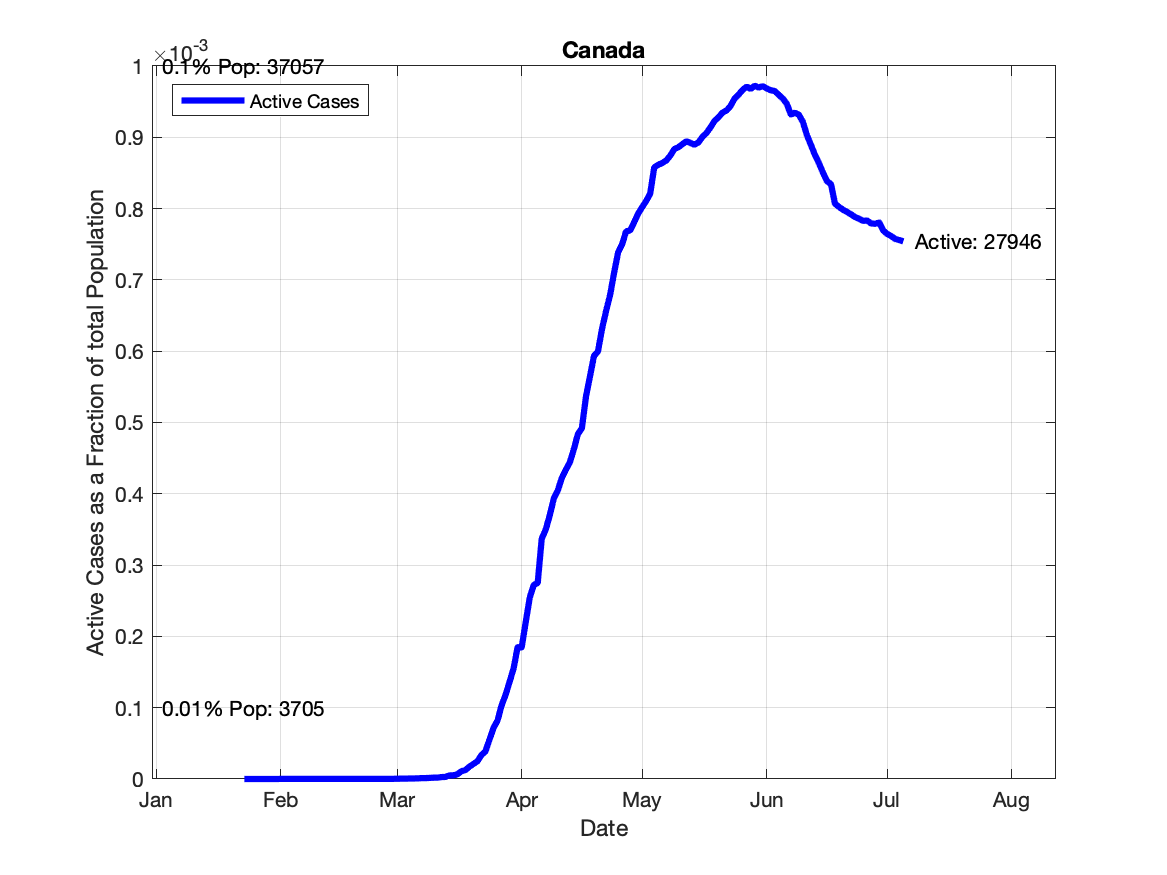 Canada
×10-3
0.1% Pop: 37057
Active Cases
1
0.9
0.8
0.7
0.6
0.5
0.4
0.3
0.2
0.1
0
Active Cases as a Fraction of total Population
Active: 27946
0.01% Pop: 3705
Jan Feb Mar Apr May Jun Jul Aug
Date